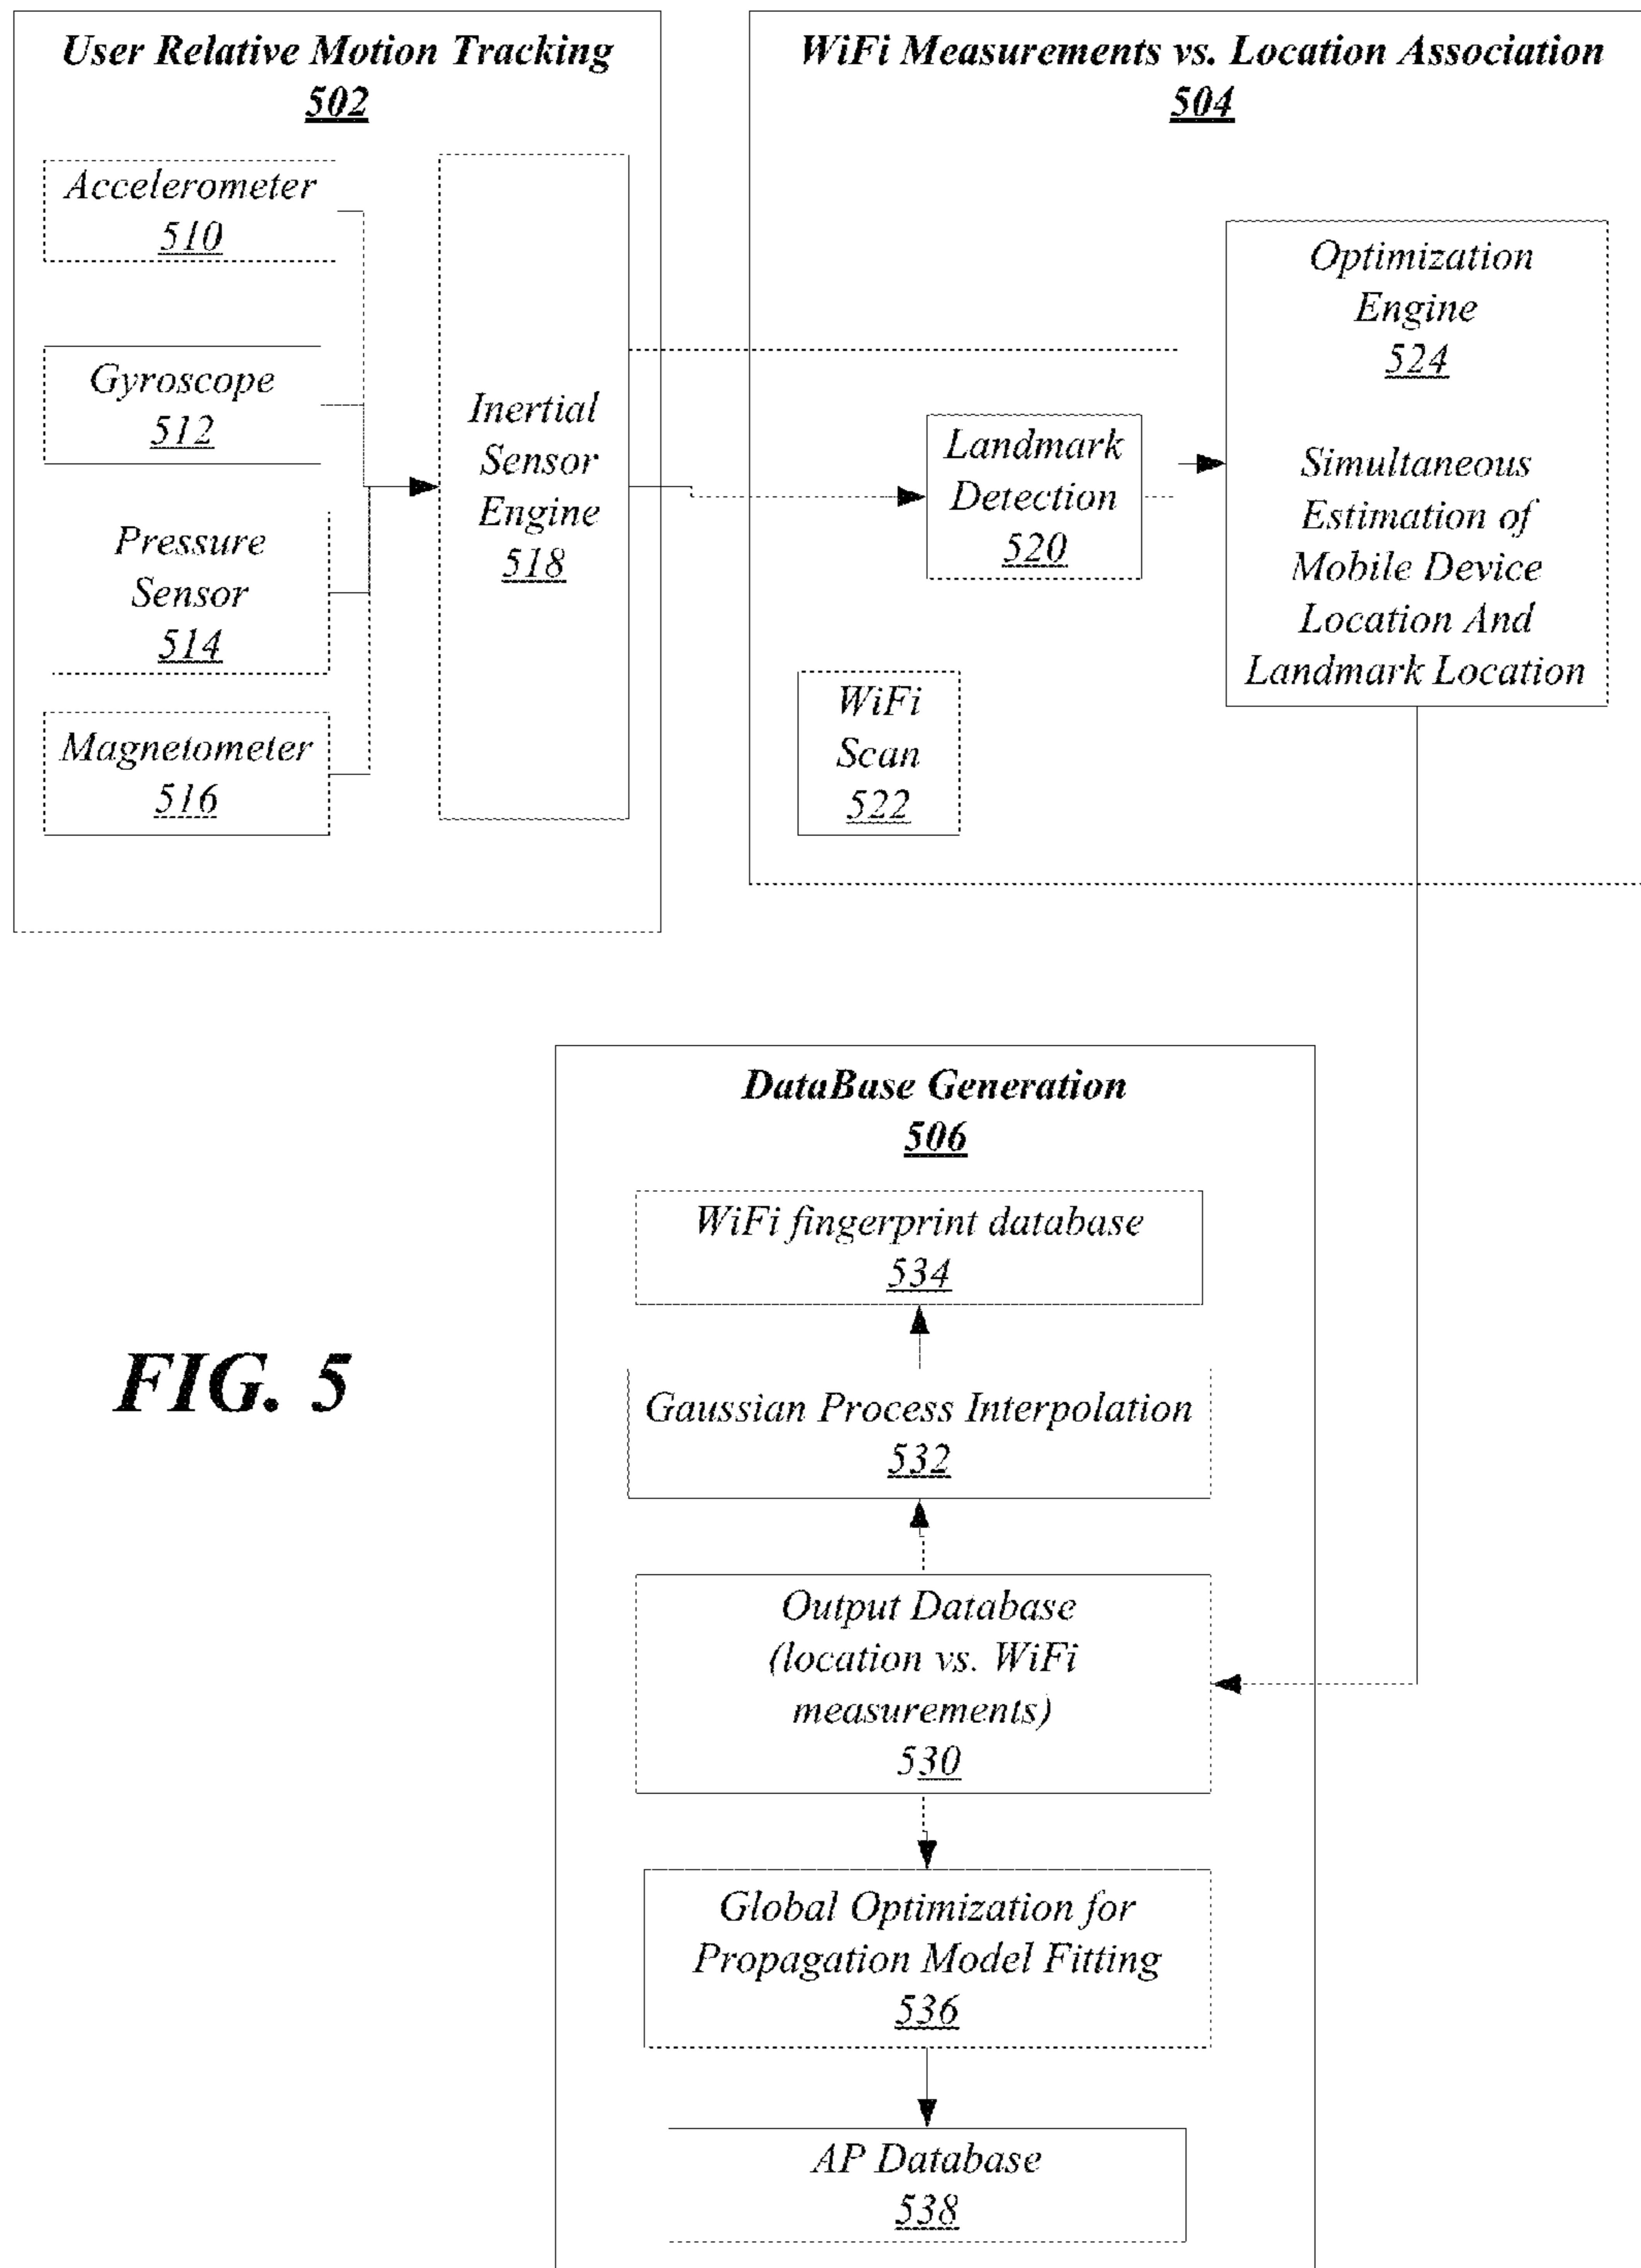 User Relative Motion Tracking
502
Accelerometer
510
Gyroscope
512
Pressure
Sensor
514
Magnetometer
516
Inertial
Sensor
Engine
518
WiFi Measurements vs. Location Association
504
Landmark
Detection
520
WiFi
Scan
522
Optimization
Engine
524
Simultaneous
Estimation of
Mobile Device
Location And
Landmark Location
DataBase Generation
506
WiFi fingerprint database
534
Gaussian Process Interpolation
532
Output Database
(location vs. WiFi
measurements)
530
Global Optimization for
Propagation Model Fitting
536
AP Database
538
FIG. 5